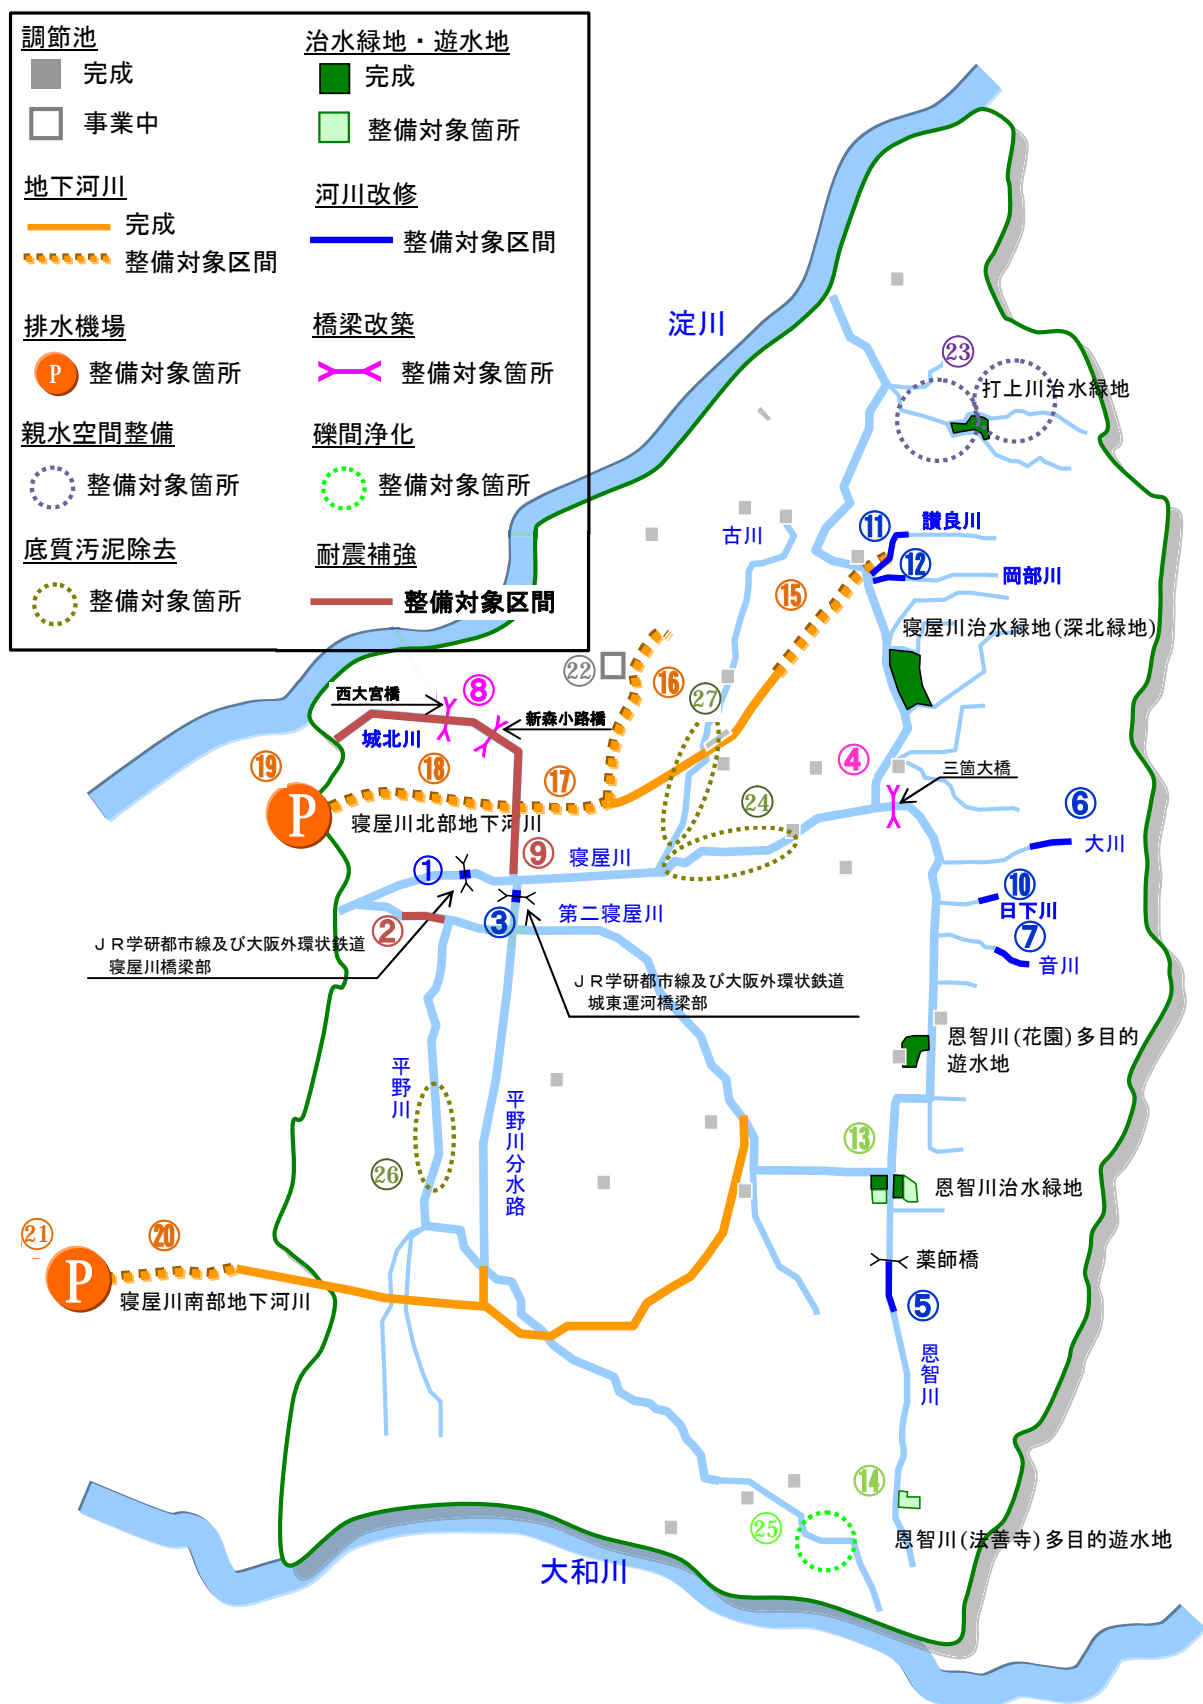 調節池
完成
事業中
治水緑地・遊水地
完成
整備対象箇所
地下河川
完成
整備対象区間
河川改修
整備対象区間
排水機場
P
整備対象箇所
橋梁改築
整備対象箇所
親水空間整備
整備対象箇所
礫間浄化
整備対象箇所
底質汚泥除去
整備対象箇所
耐震補強
整備対象区間
淀川
㉓
打上川治水緑地
古川
⑪
讃良川
⑫
岡部川
⑮
寝屋川治水緑地(深北緑地)
㉒
⑯
㉗
西大宮橋
⑧
新森小路橋
城北川
④
三箇大橋
⑲
⑱
⑰
P
寝屋川北部地下河川
㉔
⑥
大川
⑨
寝屋川
①
⑩
日下川
②
③
第二寝屋川
⑦
音川
ＪＲ学研都市線及び大阪外環状鉄道
寝屋川橋梁部
ＪＲ学研都市線及び大阪外環状鉄道
城東運河橋梁部
恩智川(花園)多目的
遊水地
平野川
平野川分水路
㉖
⑬
恩智川治水緑地
㉑
⑳
P
寝屋川南部地下河川
薬師橋
⑤
恩智川
⑭
㉕
恩智川(法善寺)多目的遊水地
大和川